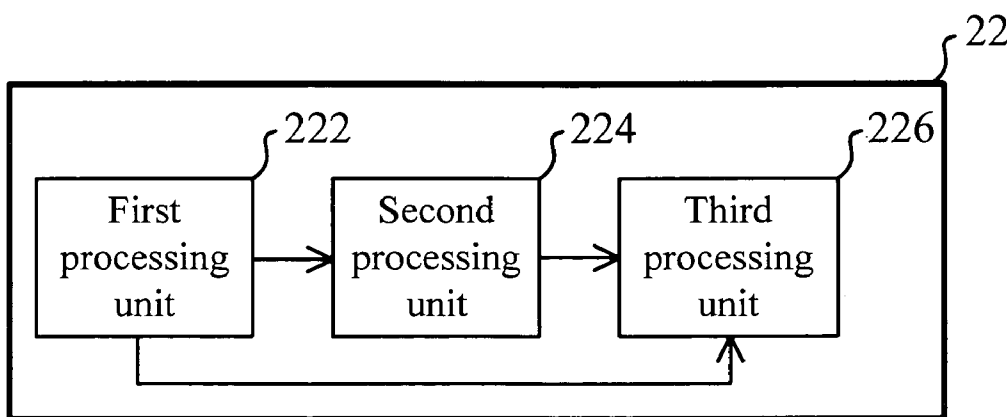 22
222
224
226
First
processing
unit
Second
processing
unit
Third
processing
unit